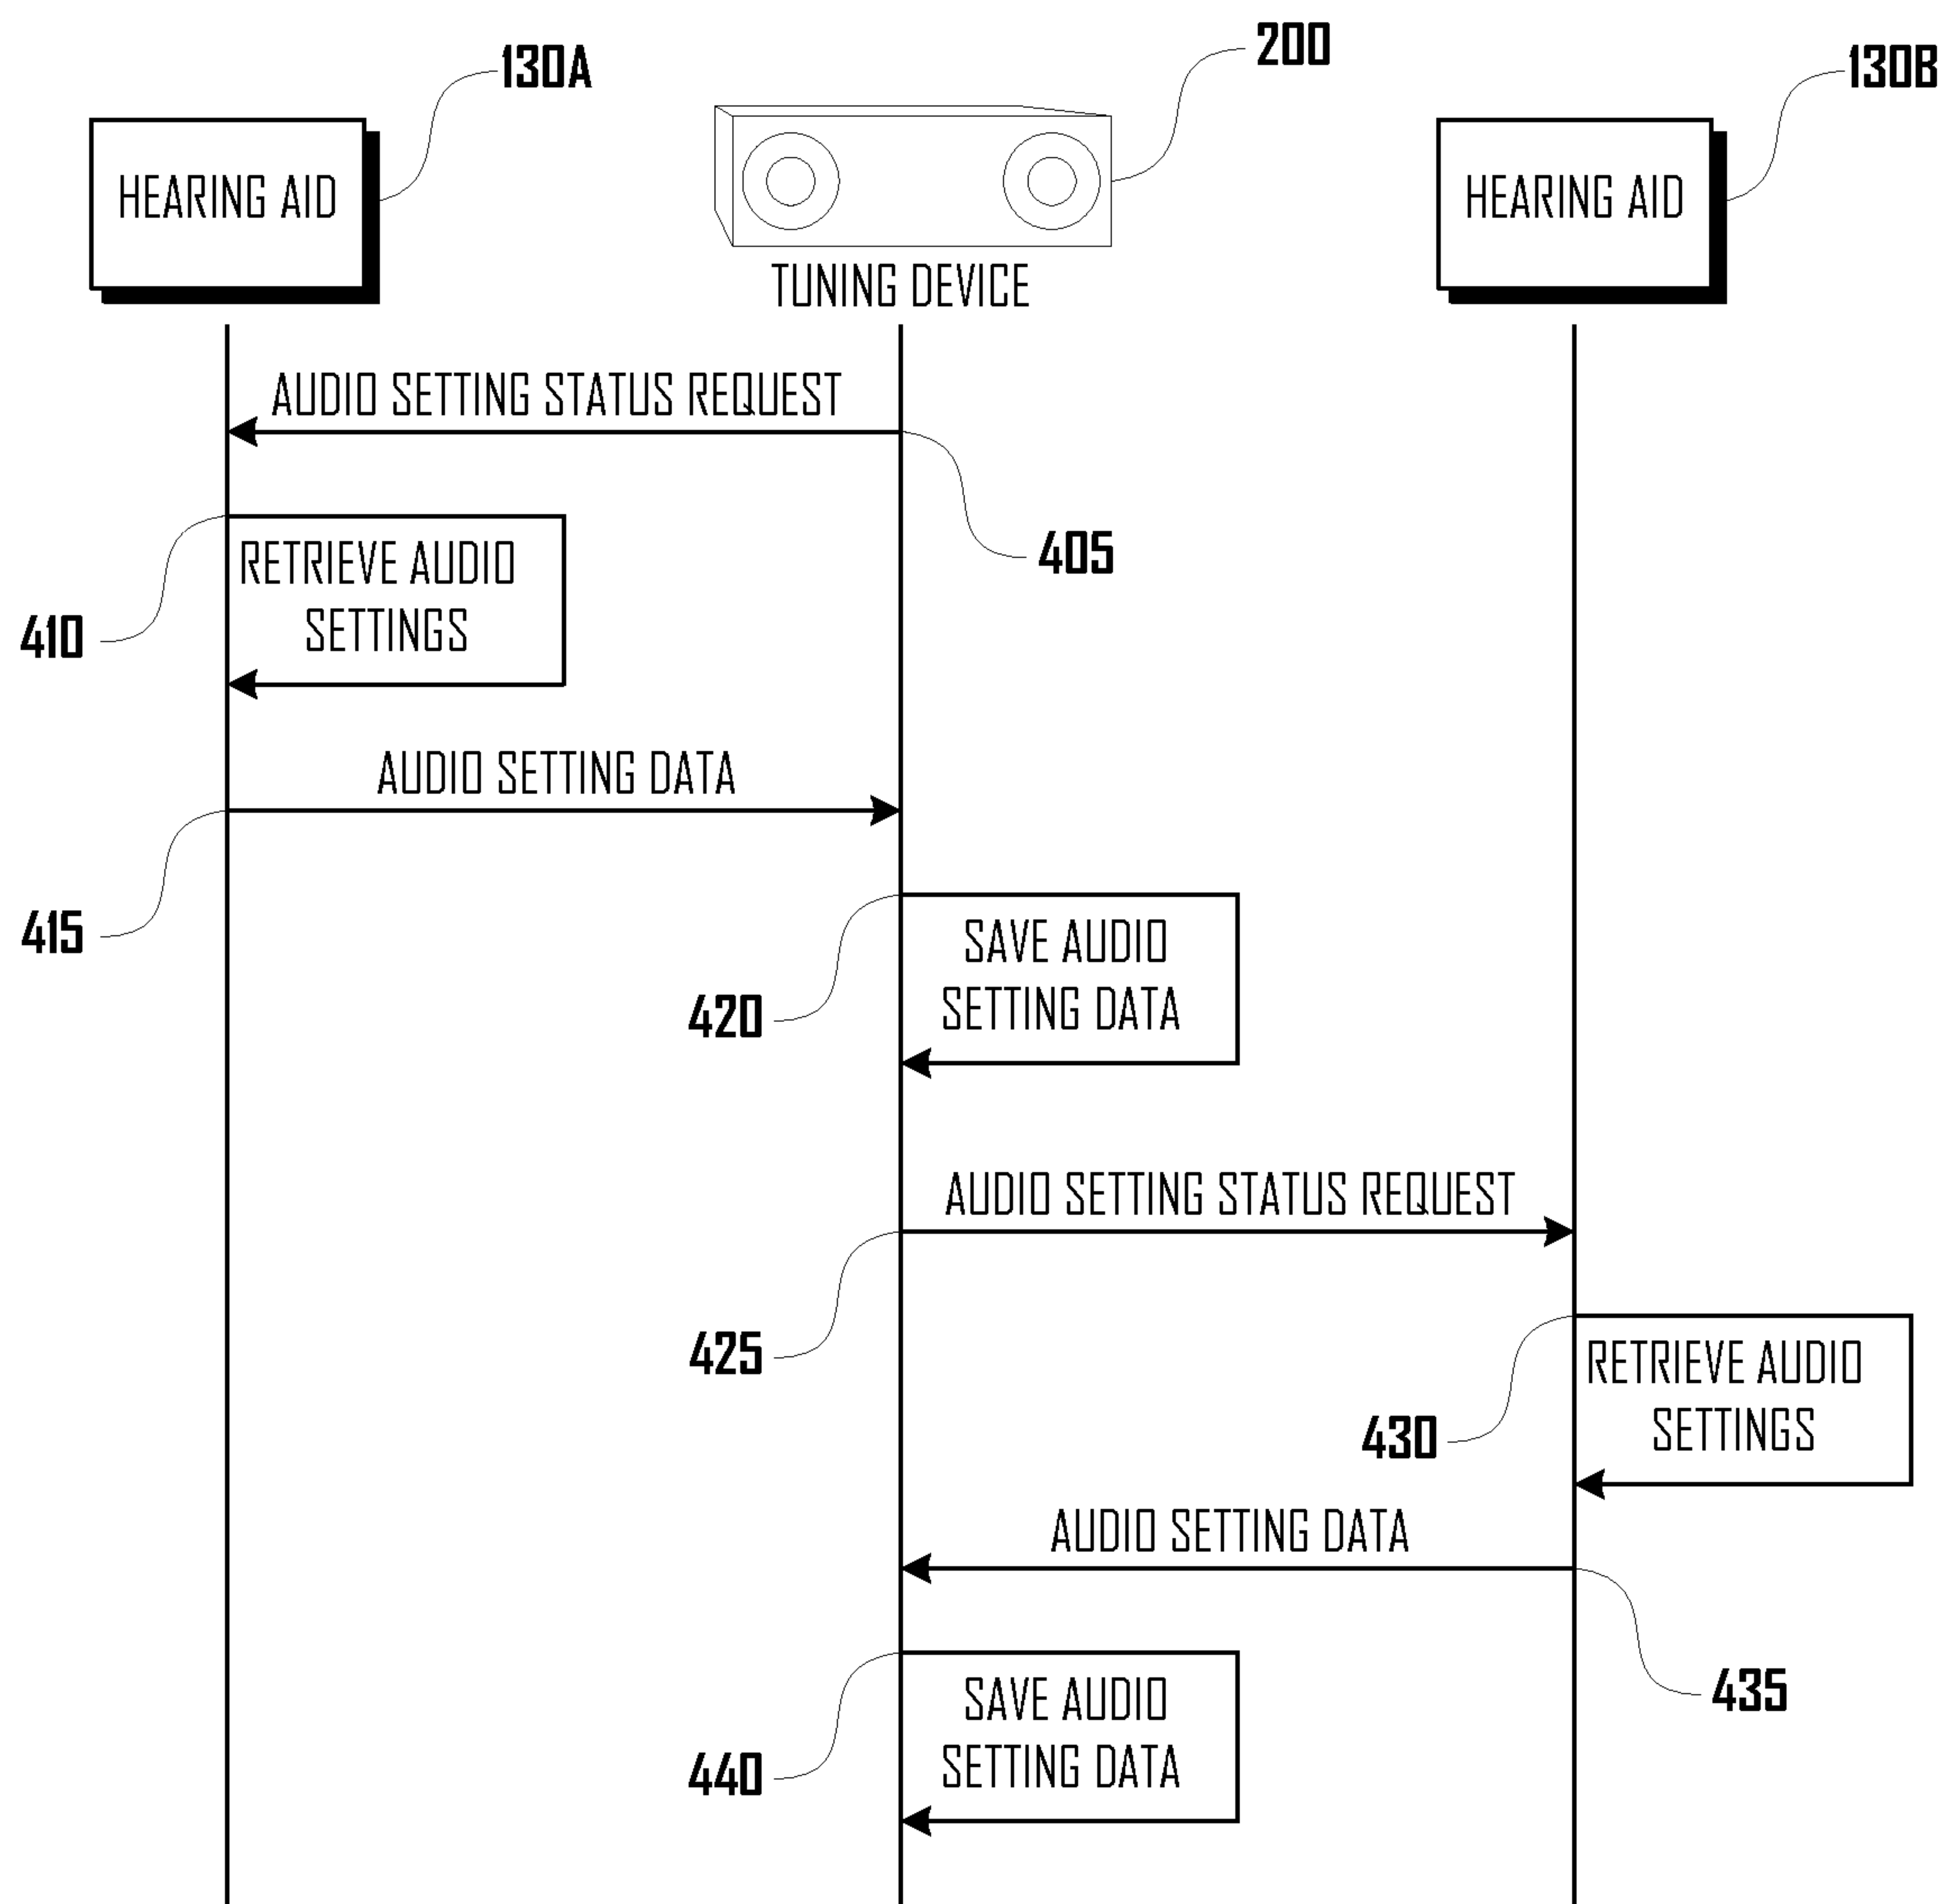 200
130A
130B
HEARING AID
HEARING AID
TUNING DEVICE
AUDIO SETTING STATUS REQUEST
405
RETRIEVE AUDIO
SETTINGS
410
AUDIO SETTING DATA
415
SAVE AUDIO
SETTING DATA
420
AUDIO SETTING STATUS REQUEST
425
RETRIEVE AUDIO
SETTINGS
430
AUDIO SETTING DATA
435
SAVE AUDIO
SETTING DATA
440